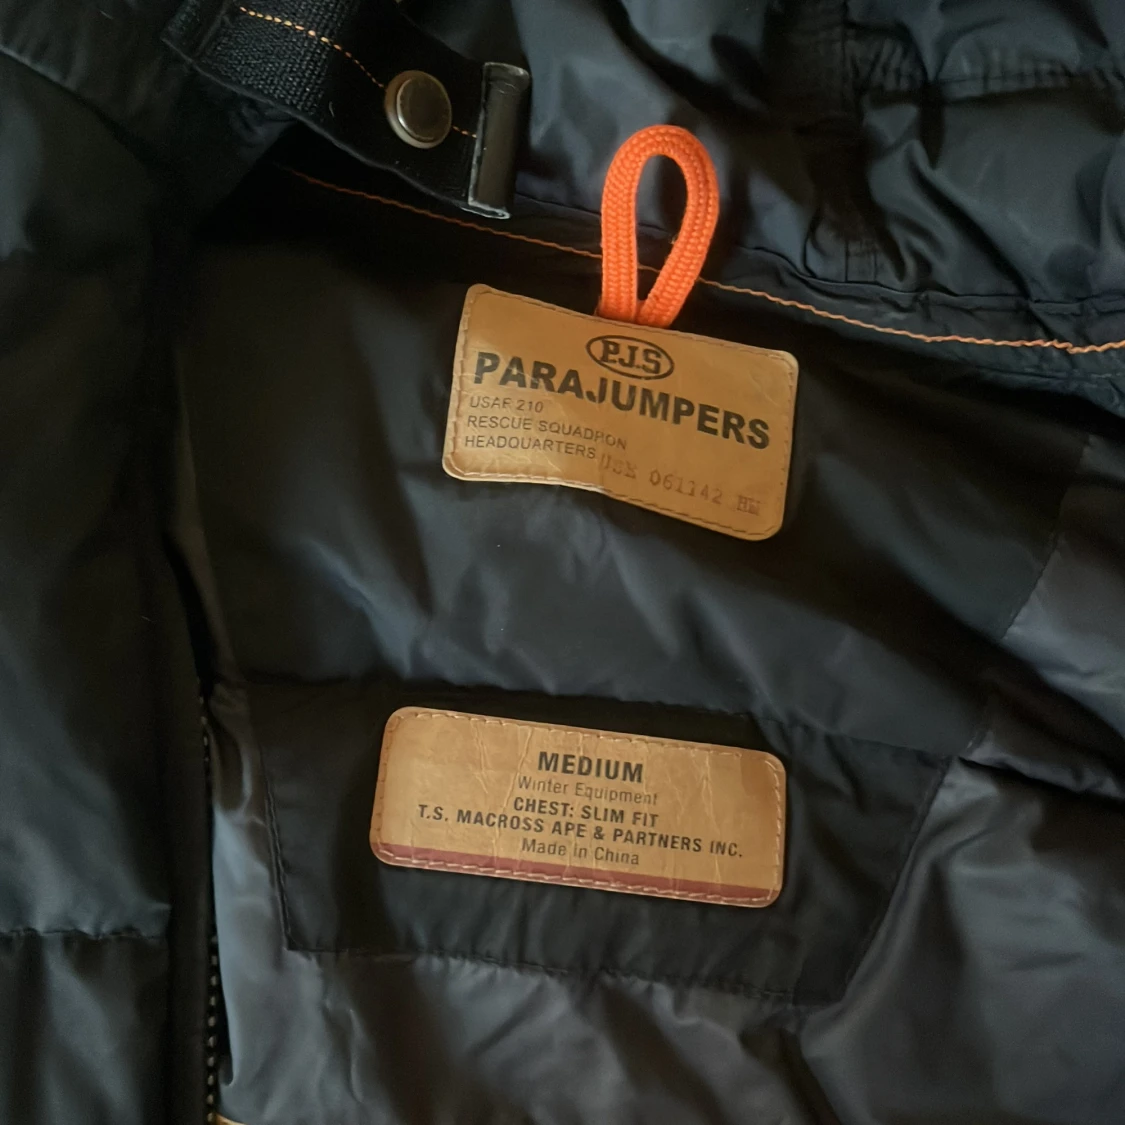 P.J.S
PARAJUMPERS
USAF 210
RESCUE SQUADRON
HEADQUARTERS 061142
MEDIUM
Winter Equipment
CHEST: SLIM FIT
T.S. MACROSS APE & PARTNERS INC.
Made in China